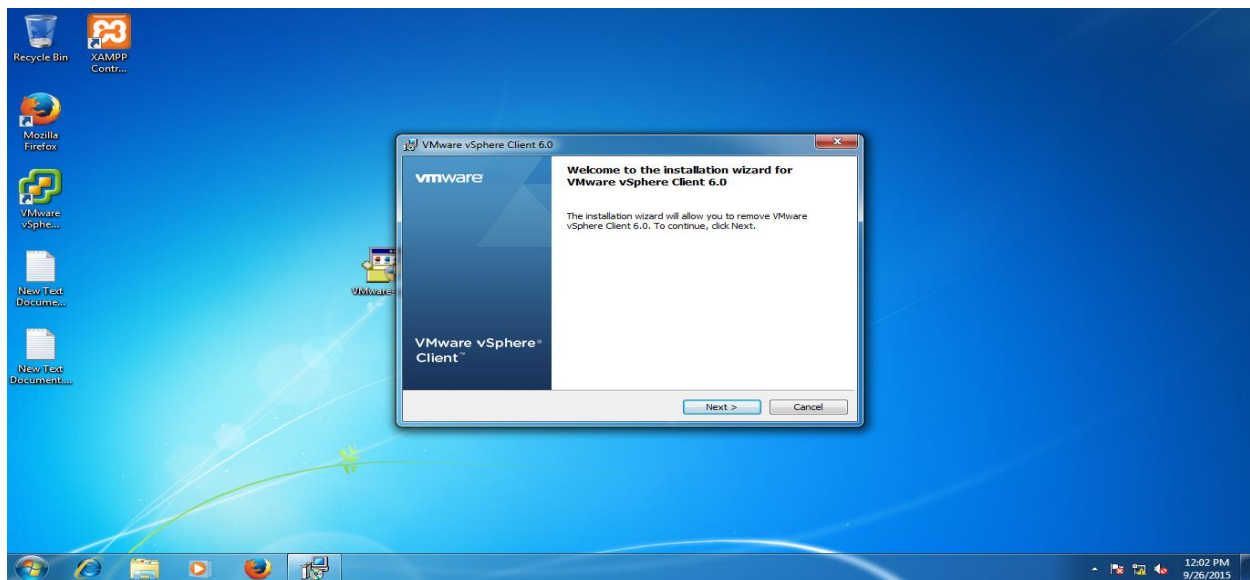 Recycle Bin
XAMPP
Contr...
Mozilla
Firefox
VMware
vSphe...
New Text
Docume...
New Text
Document....
VMware-
VMware vSphere Client 6.0
vmware
Welcome to the installation wizard for
VMware vSphere Client 6.0
The installation wizard will allow you to remove VMware
vSphere Client 6.0. To continue, click Next.
VMware vSphere®
Client™
Next >
Cancel
12:02 PM
9/26/2015